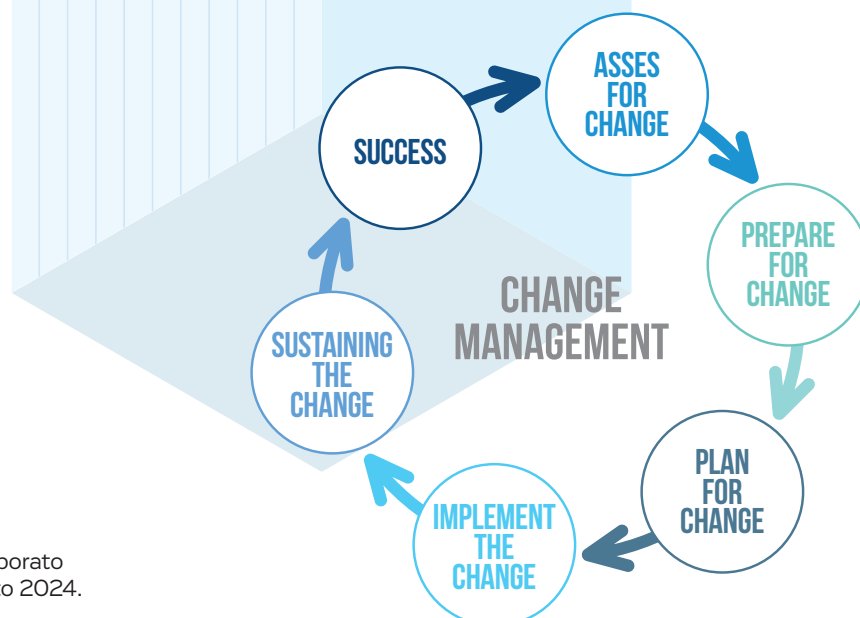 ASSES
FOR
CHANGE
SUCCESS
PREPARE
FOR
CHANGE
CHANGE
MANAGEMENT
SUSTAINING
THE
CHANGE
PLAN
FOR
CHANGE
IMPLEMENT
THE
CHANGE
2024.